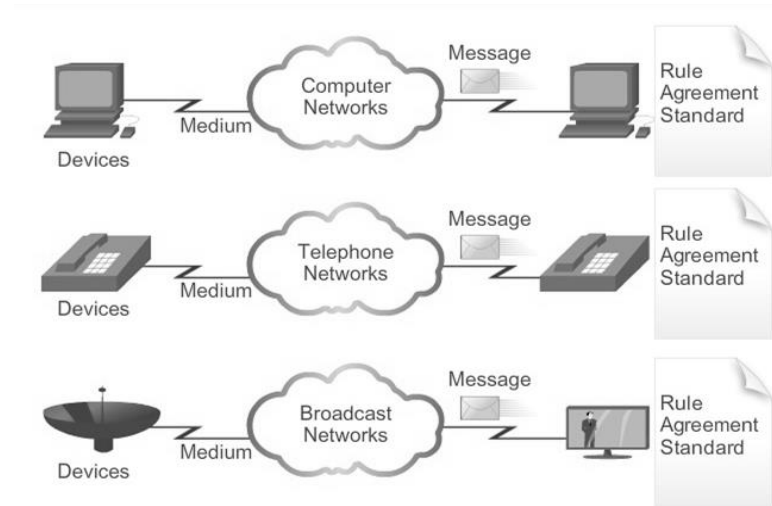 Message
Computer
Networks
Medium
Devices
Rule
Agreement
Standard
Message
Telephone
Networks
Medium
Devices
Rule
Agreement
Standard
Message
Broadcast
Networks
Medium
Devices
Rule
Agreement
Standard